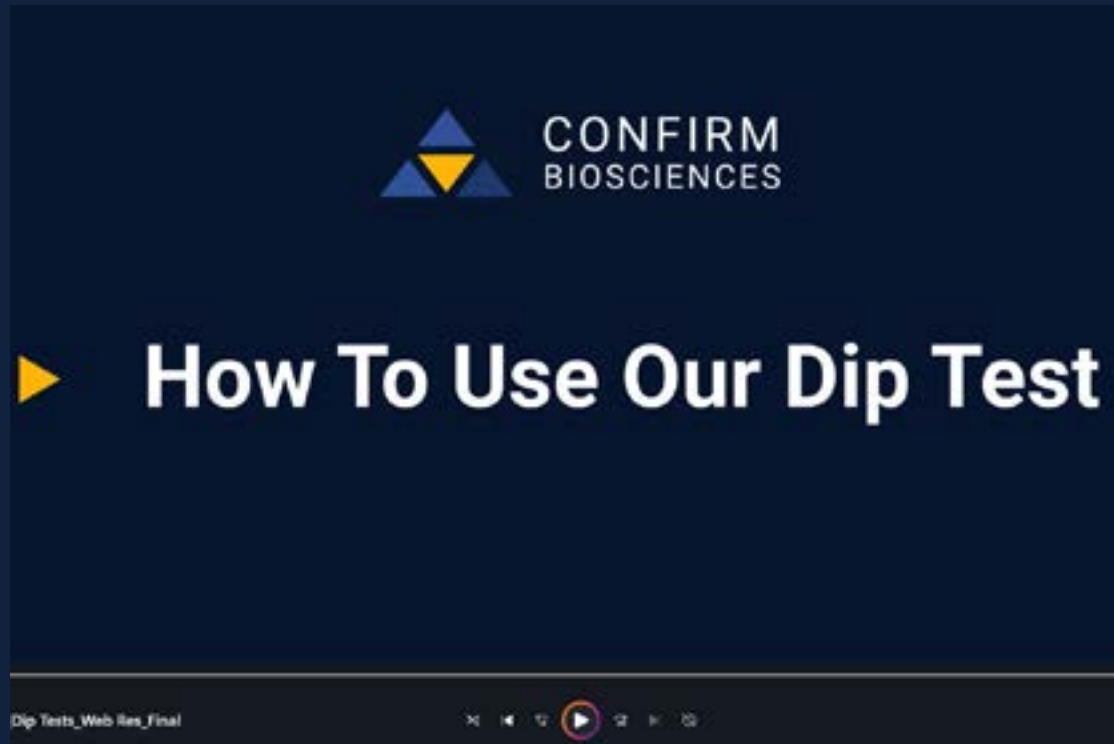 CONFIRM
BIOSCIENCES
How To Use Our Dip Test
Dip Tests_Web Res_Final